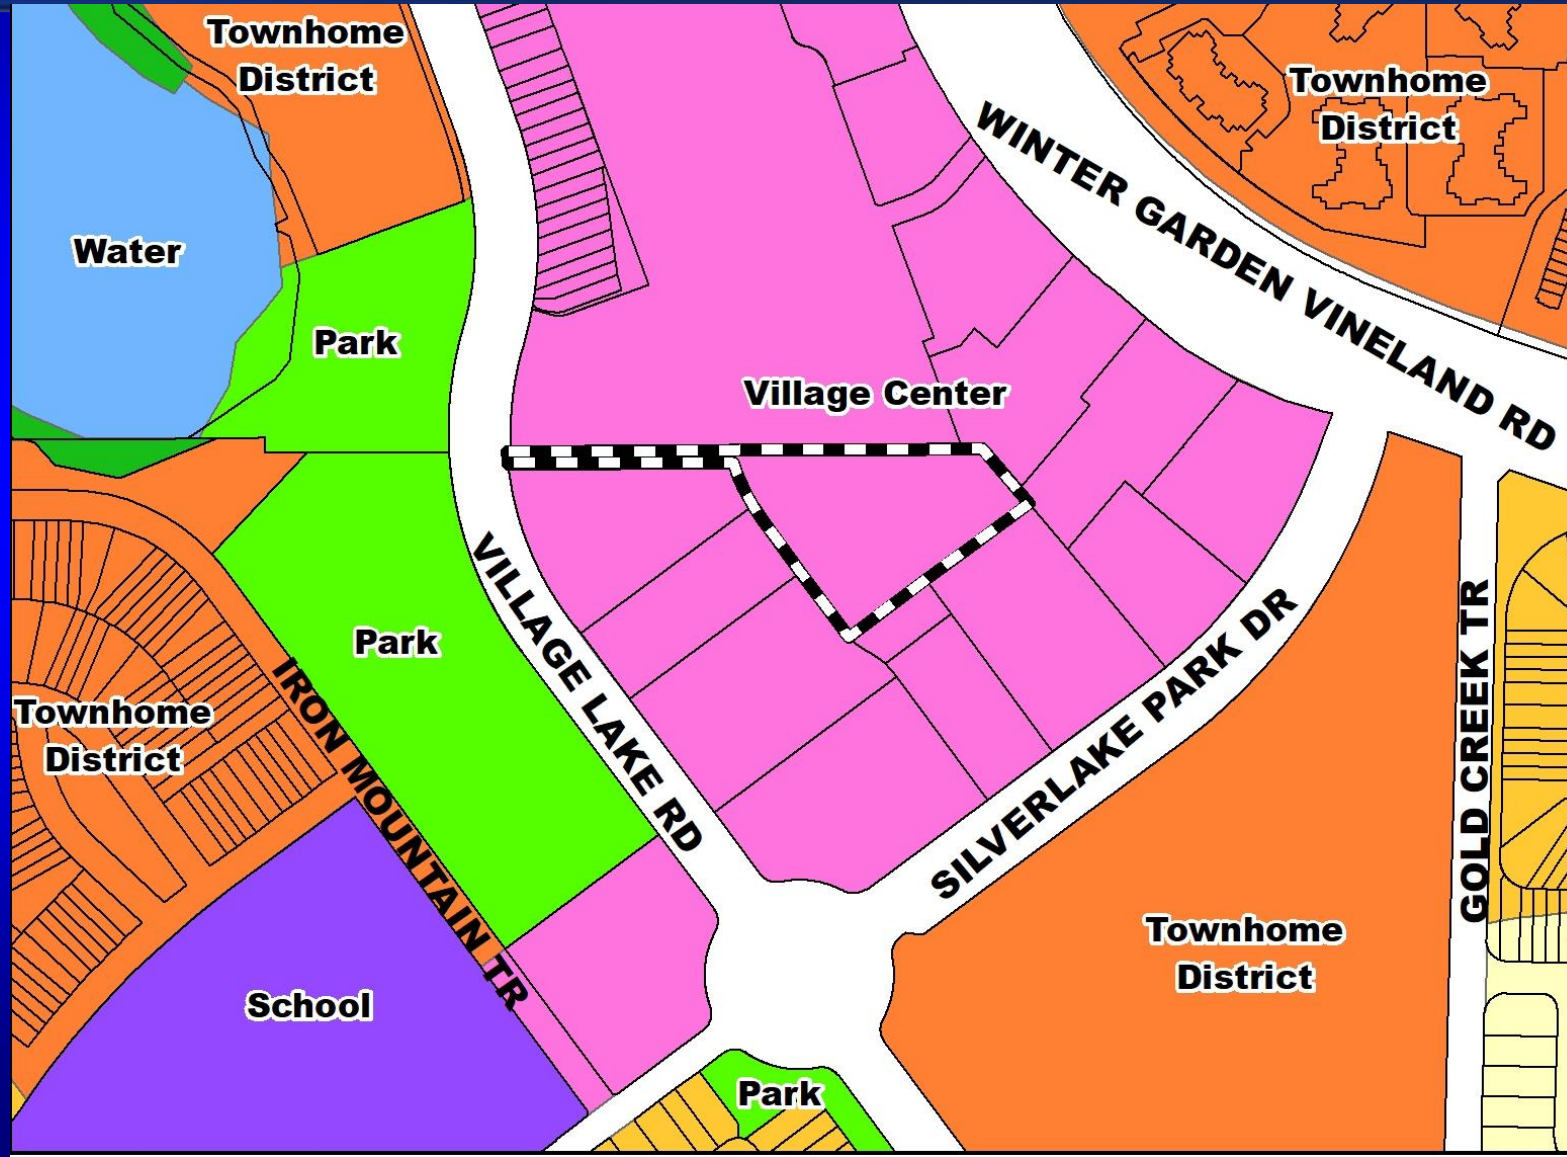 Townhome
District
Townhome
District
WINTER GARDEN VINELAND RD
Water
Park
Village Center
Park
VILLAGE LAKE RD
IRON MOUNTAIN TR
SILVERLAKE PARK DR
GOLD CREEK TR
Townhome
District
Townhome
District
School
Park